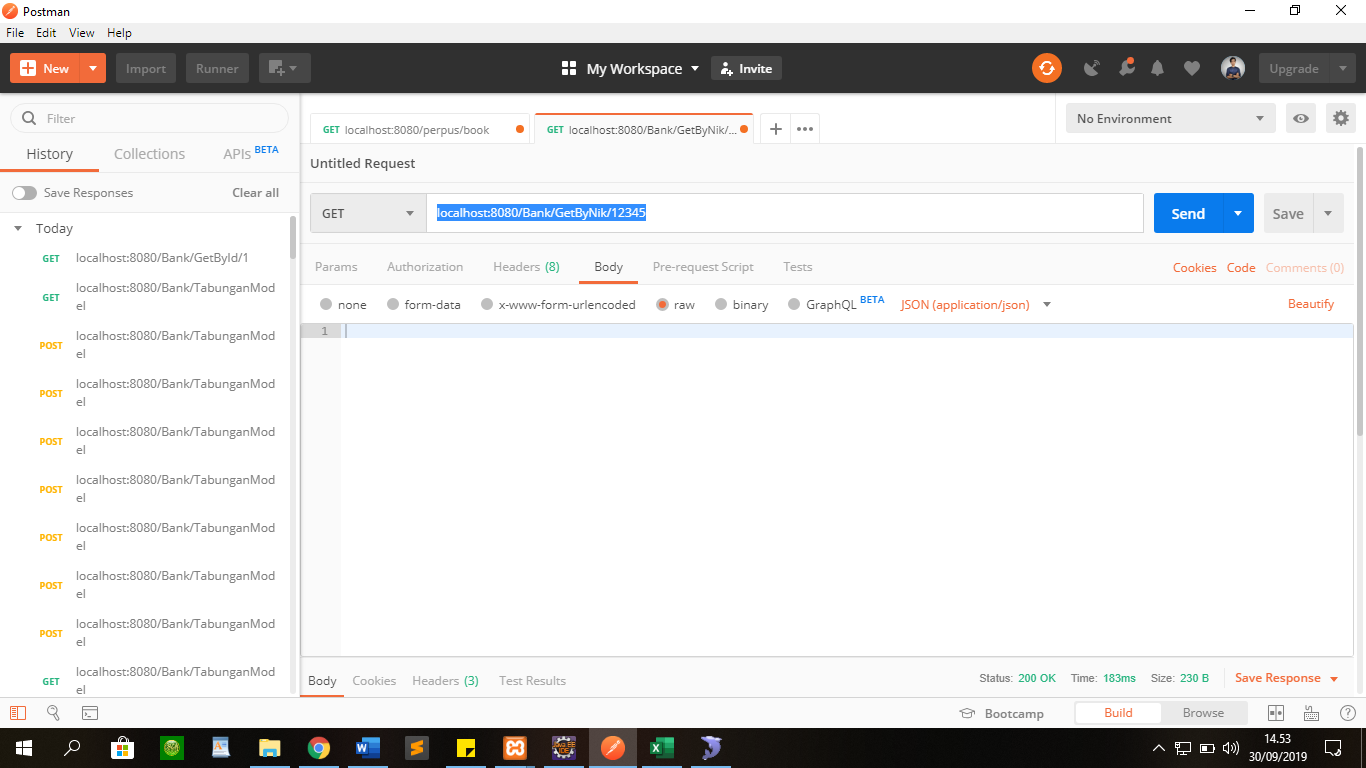 Postman
File Edit View Help
New Import Runner My Workspace Invite Upgrade
Filter
History Collections APIs BETA
Save Responses Clear all
Today
GET localhost:8080/Bank/GetById/1
GET localhost:8080/Bank/TabunganMod
el
POST localhost:8080/Bank/TabunganMod
el
POST localhost:8080/Bank/TabunganMod
el
POST localhost:8080/Bank/TabunganMod
el
POST localhost:8080/Bank/TabunganMod
el
POST localhost:8080/Bank/TabunganMod
el
POST localhost:8080/Bank/TabunganMod
el
POST localhost:8080/Bank/TabunganMod
el
GET localhost:8080/Bank/TabunganMod
el
GET localhost:8080/perpus/book GET localhost:8080/Bank/GetByNik/... No Environment
Untitled Request
GET localhost:8080/Bank/GetByNik/12345 Send Save
Params Authorization Headers (8) Body Pre-request Script Tests Cookies Code Comments (0)
none form-data x-www-form-urlencoded raw binary GraphQL BETA JSON (application/json) Beautify
1
Body Cookies Headers (3) Test Results Status: 200 OK Time: 183ms Size: 230 B Save Response
Bootcamp Build Browse
14.53
30/09/2019